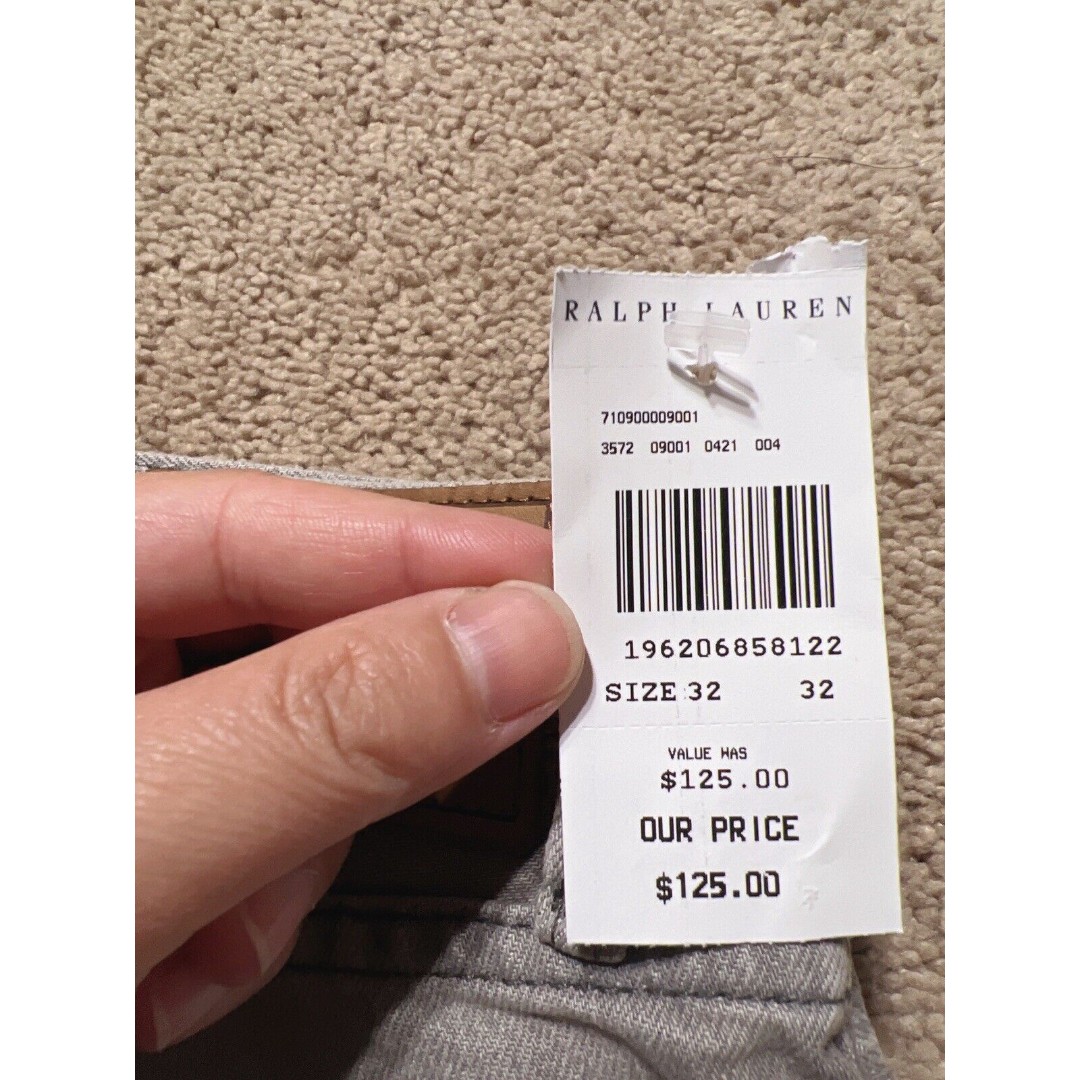 RALPH LAUREN
710900009001
3572 09001 0421 004
196206858122
SIZE:32 32
VALUE WAS
$125.00
OUR PRICE
$125.00